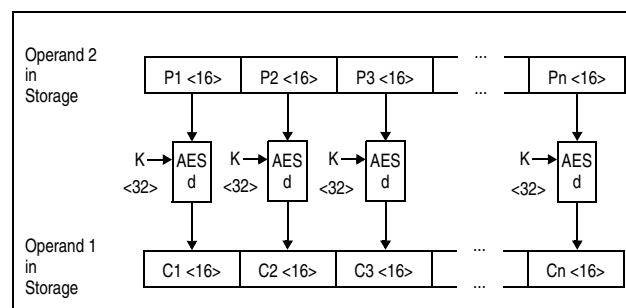 Operand 2
in
Storage
P1 <16> P2 <16> P3 <16> ... ... Pn <16>
K AES d <32> K AES d <32> K AES d <32> K AES d <32>
Operand 1
in
Storage
C1 <16> C2 <16> C3 <16> ... ... Cn <16>